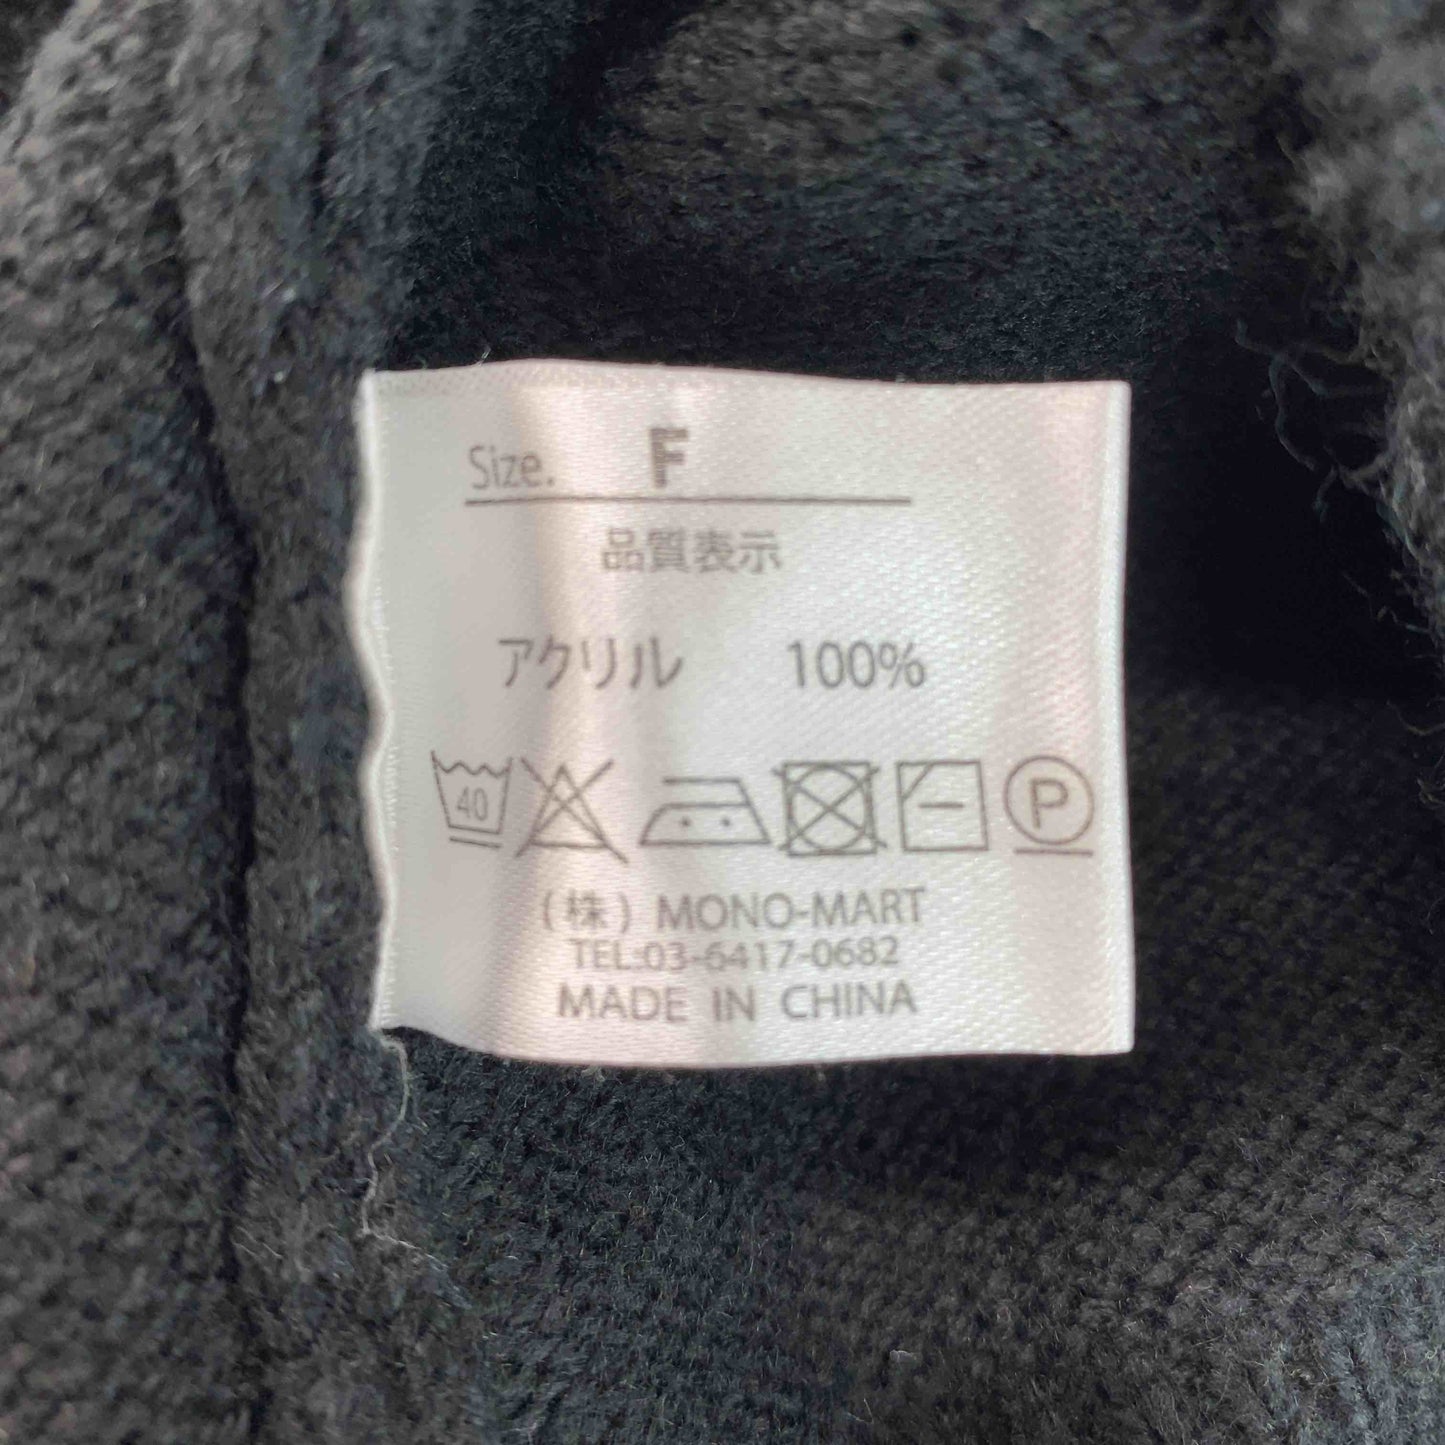 Size. F
品質表示
アクリル 100%
40 P
(株) MONO-MART
TEL:03-6417-0682
MADE IN CHINA